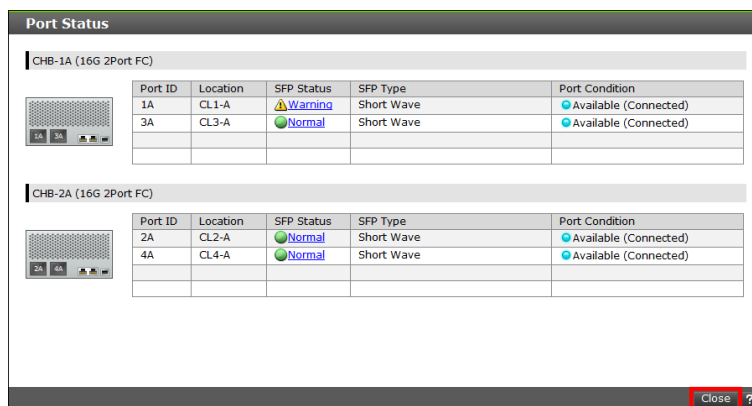 Port Status
CHB-1A (16G 2Port FC)
Port ID Location SFP Status SFP Type Port Condition
1A CL1-A Warning Short Wave Available (Connected)
3A CL3-A Normal Short Wave Available (Connected)
1A 3A
CHB-2A (16G 2Port FC)
Port ID Location SFP Status SFP Type Port Condition
2A CL2-A Normal Short Wave Available (Connected)
4A CL4-A Normal Short Wave Available (Connected)
2A 4A
Close ?